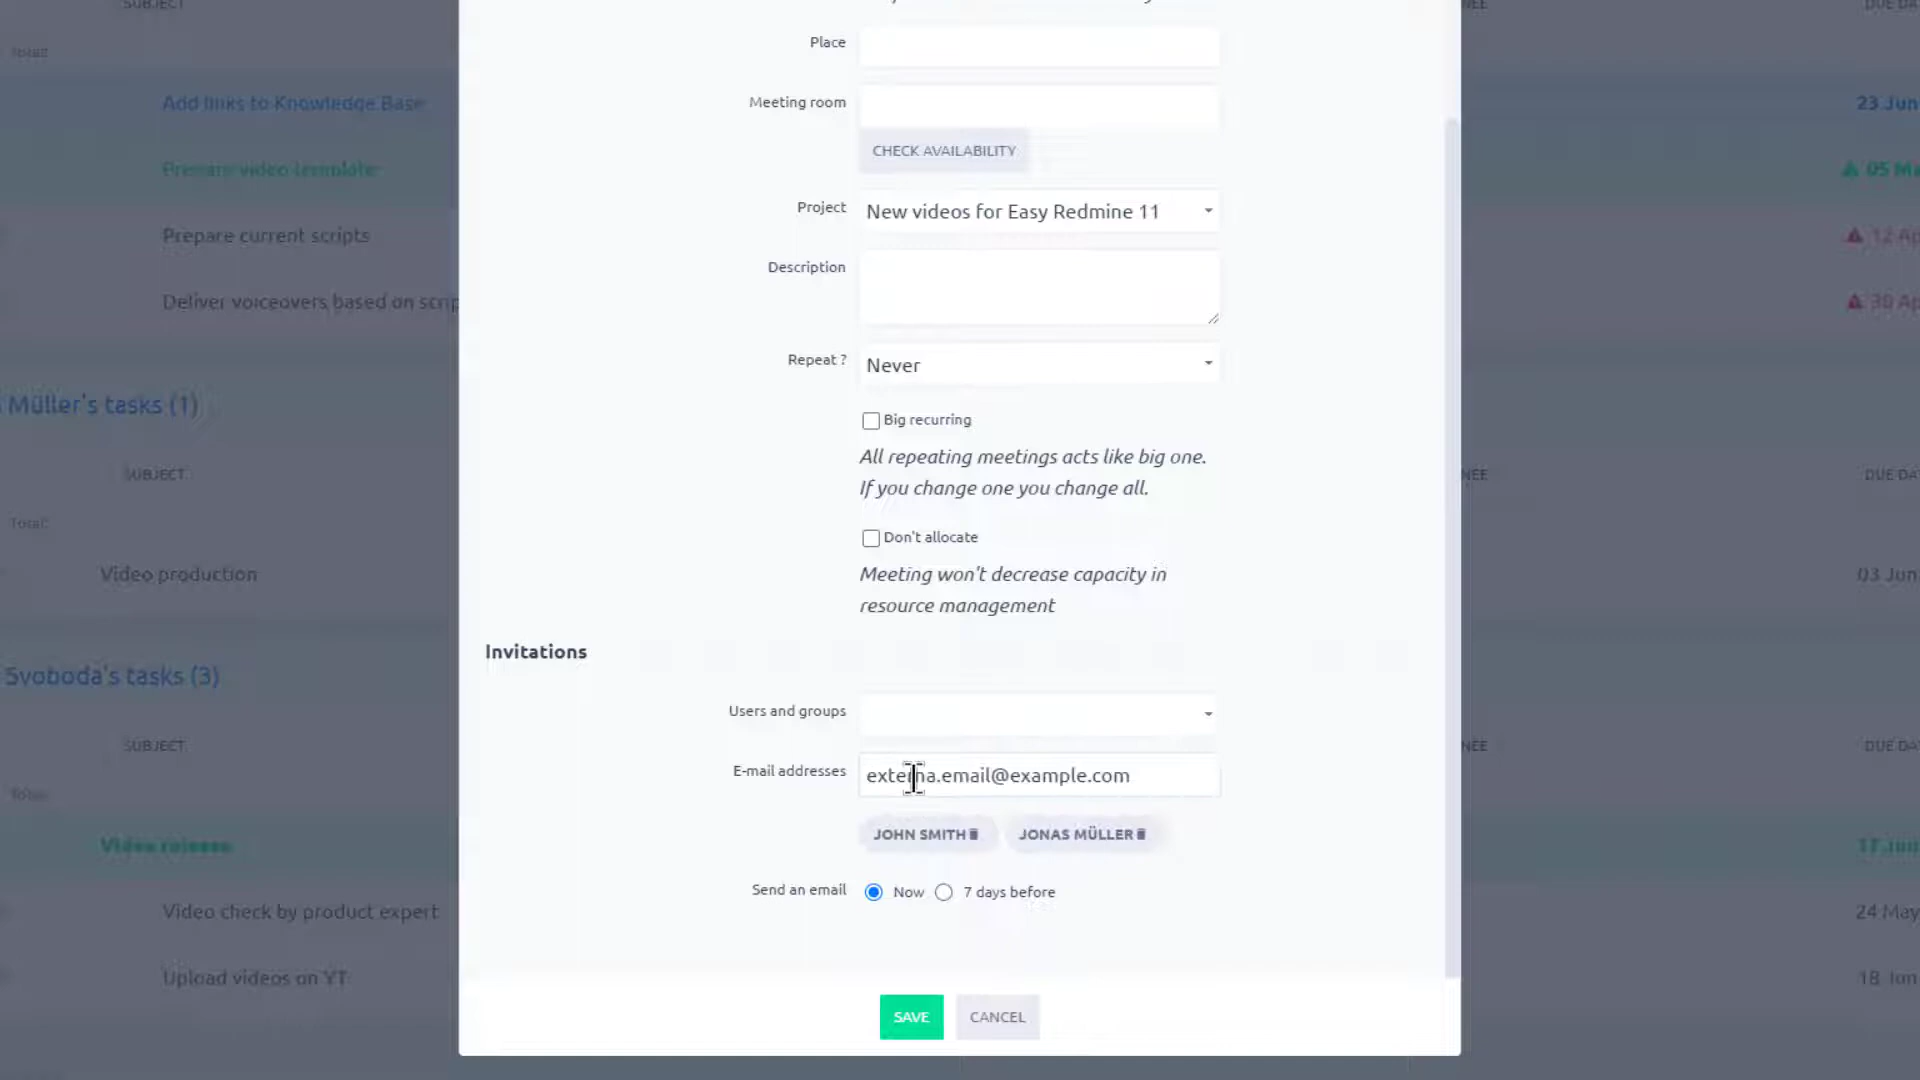 SUBJECT
Total:
Place
Add links to Knowledge Base
23 Jun
Meeting room
CHECK AVAILABILITY
Prepare video template
05 Ma
Project
New videos for Easy Redmine 11
Prepare current scripts
12 Ap
Description
Deliver voiceovers based on scrip
30 Ap
Repeat ?
Never
Müller's tasks (1)
Big recurring
All repeating meetings acts like big one.
If you change one you change all.
SUBJECT
NEE
DUE DA
Total:
Don't allocate
Meeting won't decrease capacity in
resource management
Video production
03 Jun
Invitations
Svoboda's tasks (3)
Users and groups
SUBJECT
NEE
DUE DA
E-mail addresses
externa.email@example.com
Total:
JOHN SMITH
JONAS MÜLLER
Video release
17 Jun
Send an email
Now
7 days before
Video check by product expert
24 May
Upload videos on YT
18 Jun
SAVE
CANCEL